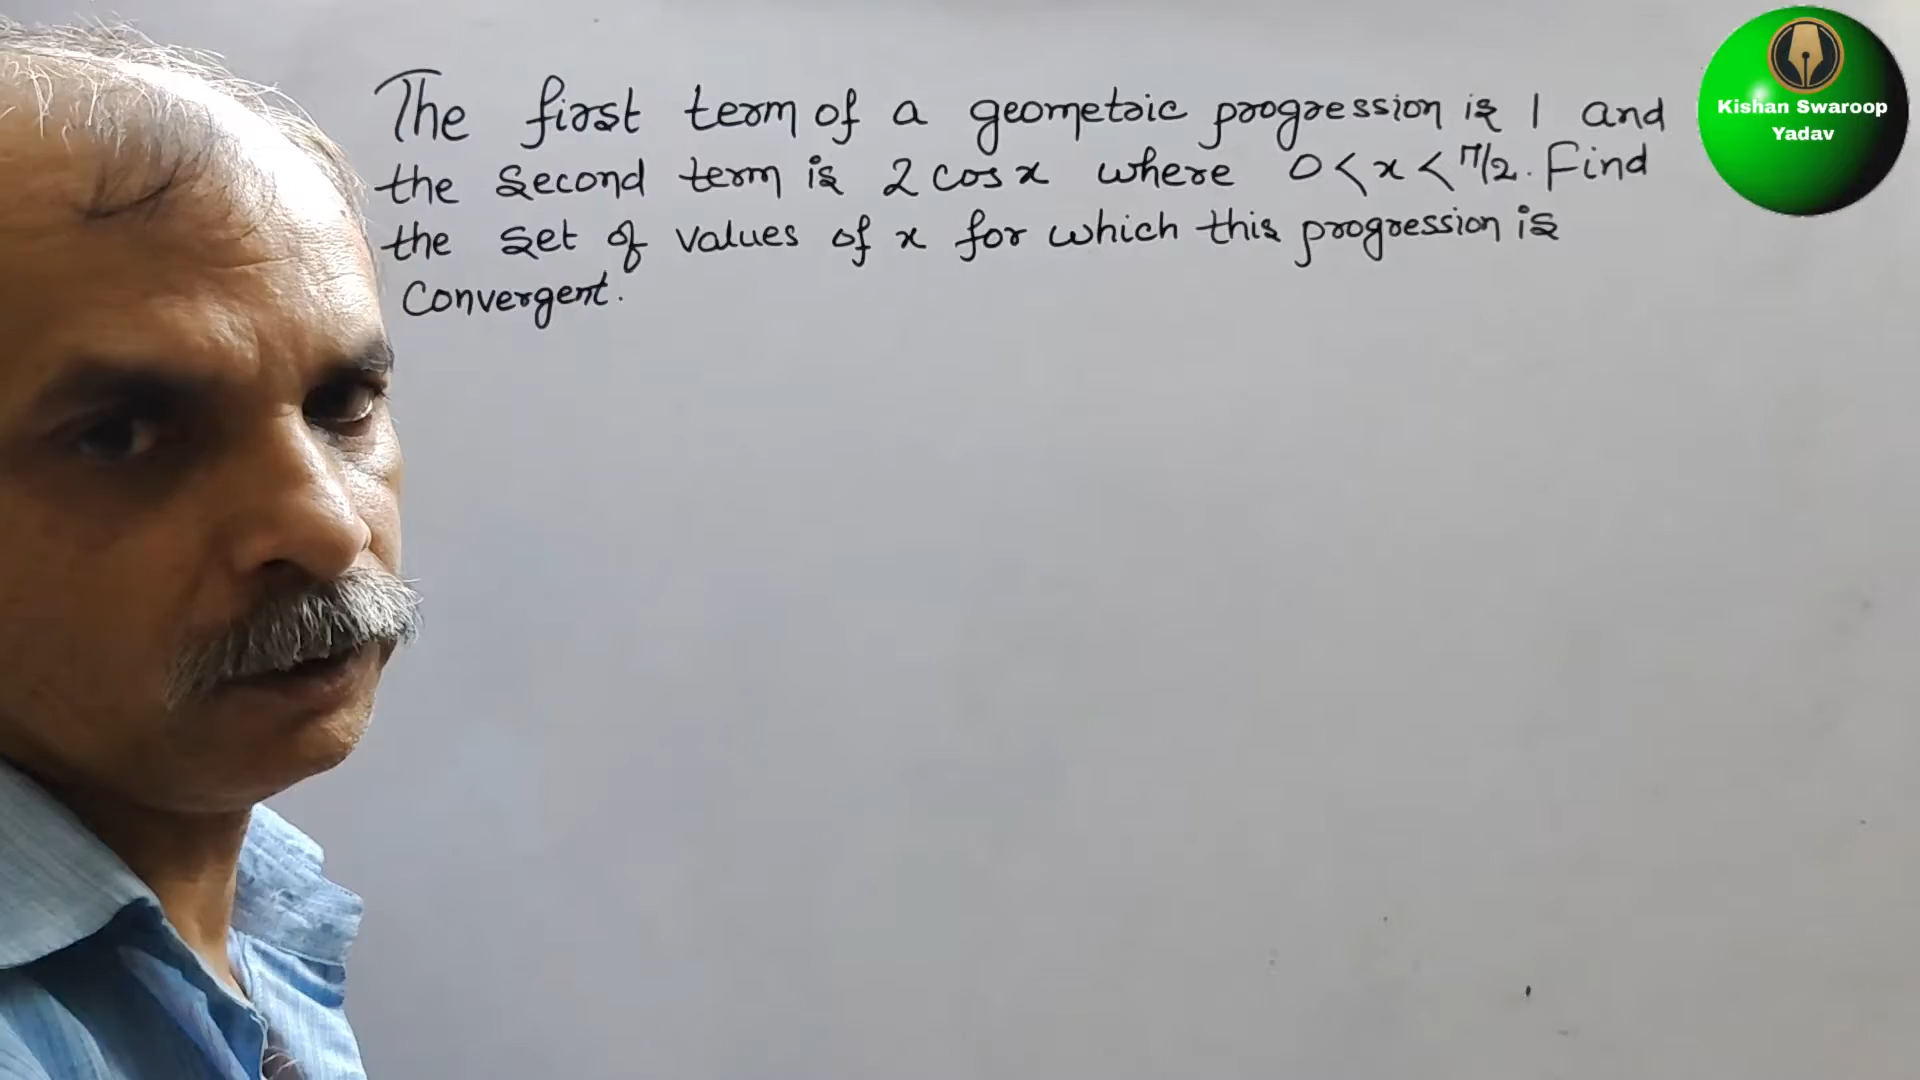 The first term of a geometric progression is 1 and
the second term is 2 cos x where 0 < x < π/2. Find
the set of values of x for which this progression is
Convergent.
Kishan Swaroop
Yadav